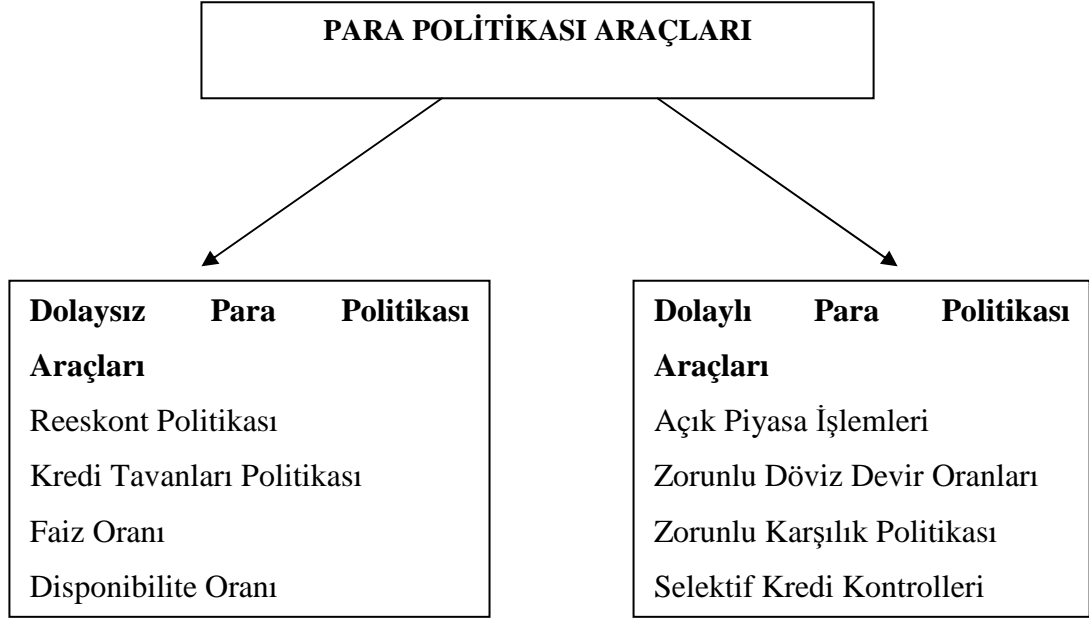 PARA POLİTİKASI ARAÇLARI
Dolaysız Para Politikası
Araçları
Reeskont Politikası
Kredi Tavanları Politikası
Faiz Oranı
Disponibilite Oranı
Dolaylı Para Politikası
Araçları
Açık Piyasa İşlemleri
Zorunlu Döviz Devir Oranları
Zorunlu Karşılık Politikası
Selektif Kredi Kontrolleri